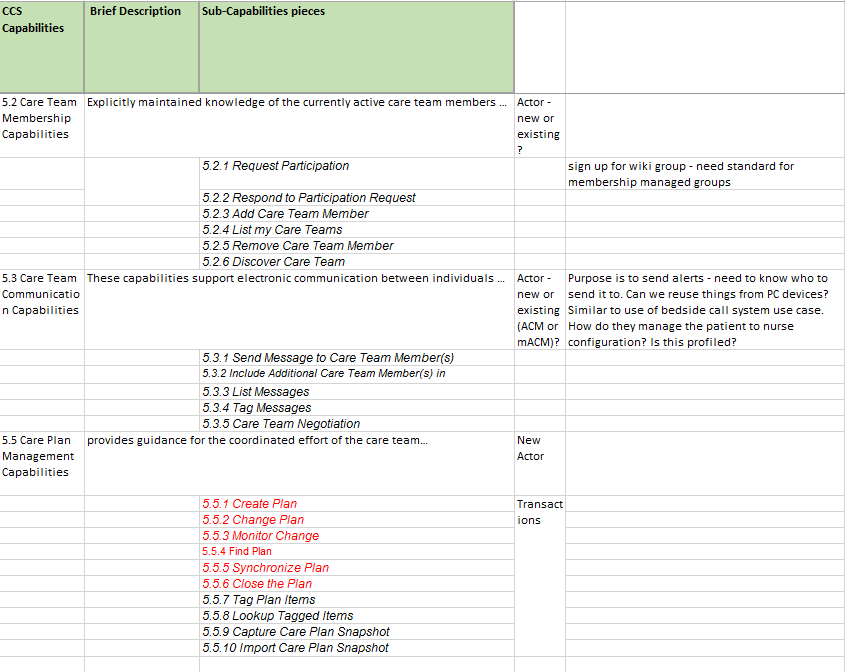 CCS
Capabilities
Brief Description
Sub-Capabilities pieces
5.2 Care Team
Membership
Capabilities
Explicitly maintained knowledge of the currently active care team members ...
Actor -
new or
existing
?
5.2.1 Request Participation
sign up for wiki group - need standard for
membership managed groups
5.2.2 Respond to Participation Request
5.2.3 Add Care Team Member
5.2.4 List my Care Teams
5.2.5 Remove Care Team Member
5.2.6 Discover Care Team
5.3 Care Team
Communicatio
n Capabilities
These capabilities support electronic communication between individuals ...
Actor -
new or
existing
(ACM or
mACM)?
Purpose is to send alerts - need to know who to
send it to. Can we reuse things from PC devices?
Similar to use of bedside call system use case.
How do they manage the patient to nurse
configuration? Is this profiled?
5.3.1 Send Message to Care Team Member(s)
5.3.2 Include Additional Care Team Member(s) in
5.3.3 List Messages
5.3.4 Tag Messages
5.3.5 Care Team Negotiation
5.5 Care Plan
Management
Capabilities
provides guidance for the coordinated effort of the care team...
New
Actor
5.5.1 Create Plan
Transact
ions
5.5.2 Change Plan
5.5.3 Monitor Change
5.5.4 Find Plan
5.5.5 Synchronize Plan
5.5.6 Close the Plan
5.5.7 Tag Plan Items
5.5.8 Lookup Tagged Items
5.5.9 Capture Care Plan Snapshot
5.5.10 Import Care Plan Snapshot